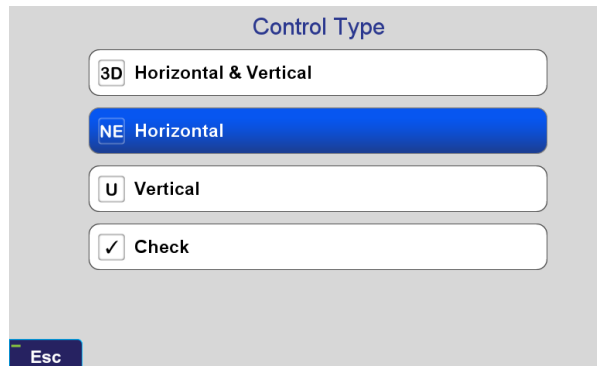 Control Type
3D Horizontal & Vertical
NE Horizontal
U Vertical
✓ Check
Esc